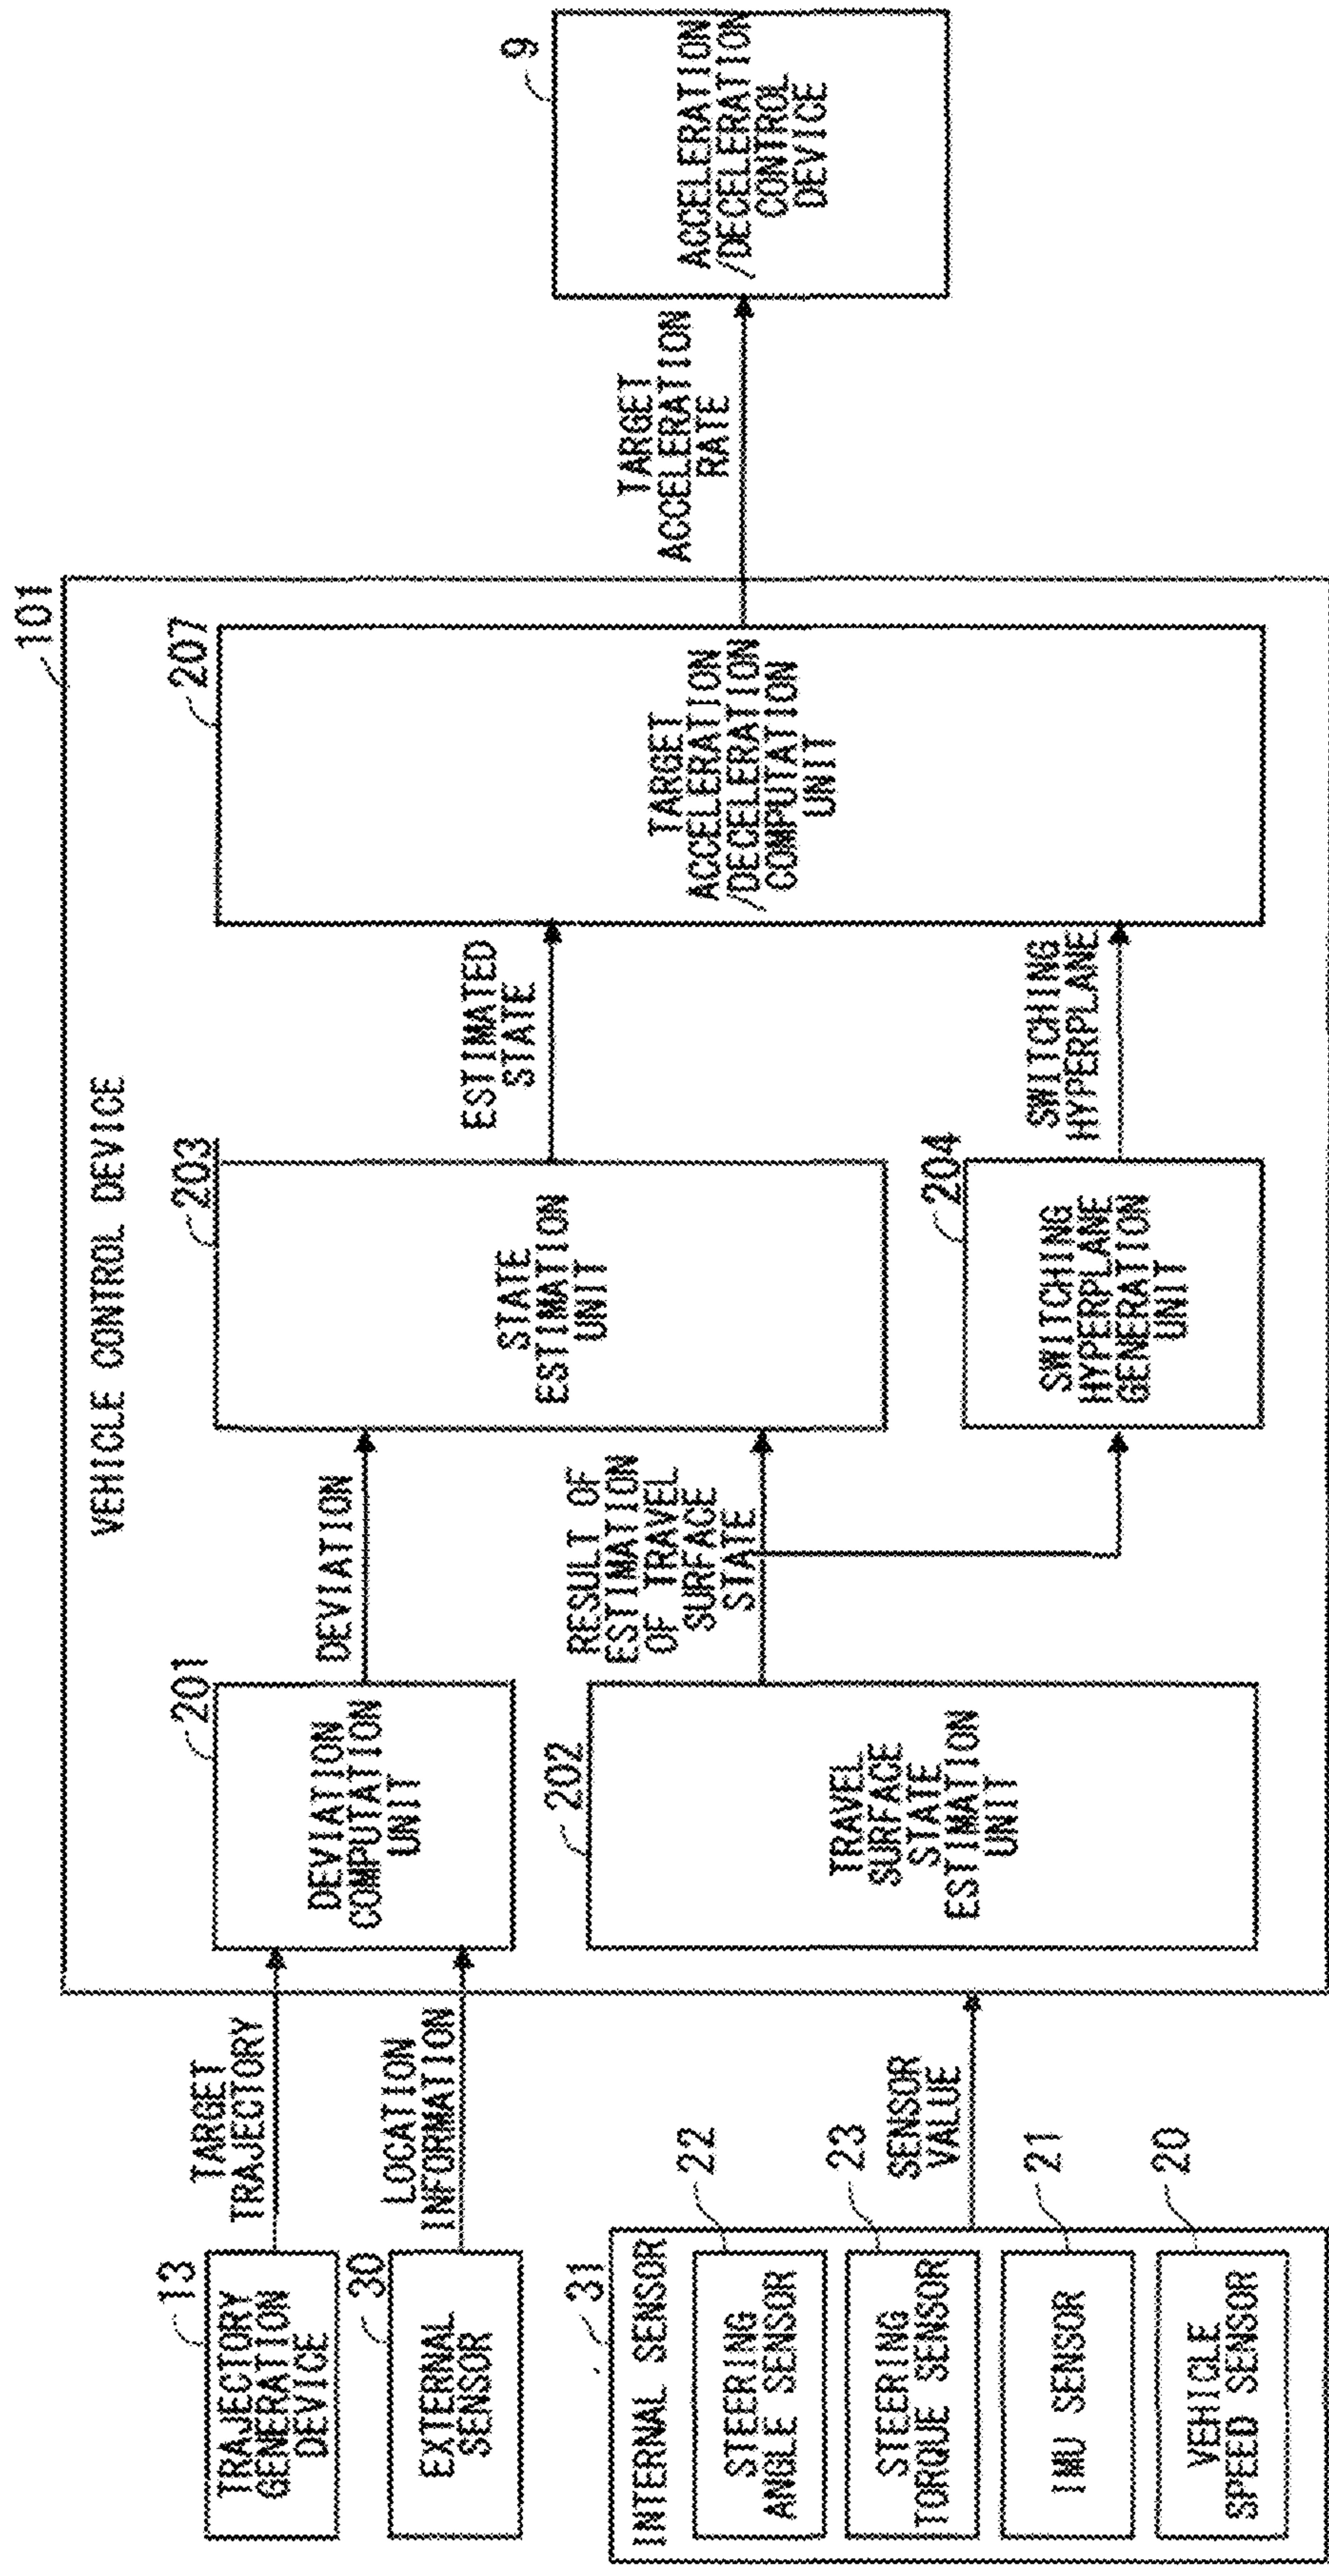 101
VEHICLE CONTROL DEVICE
13
TRAJECTORY
GENERATION
DEVICE
TARGET
TRAJECTORY
30
EXTERNAL
SENSOR
LOCATION
INFORMATION
31
INTERNAL SENSOR
22
STEERING
ANGLE SENSOR
23
STEERING
TORQUE SENSOR
21
IMU SENSOR
20
VEHICLE
SPEED SENSOR
SENSOR
VALUE
201
DEVIATION
COMPUTATION
UNIT
DEVIATION
202
TRAVEL
SURFACE
STATE
ESTIMATION
UNIT
RESULT OF
ESTIMATION
OF TRAVEL
SURFACE
STATE
203
STATE
ESTIMATION
UNIT
ESTIMATED
STATE
204
SWITCHING
HYPERPLANE
GENERATION
UNIT
SWITCHING
HYPERPLANE
207
TARGET
ACCELERATION
/DECELERATION
COMPUTATION
UNIT
TARGET
ACCELERATION
RATE
9
ACCELERATION
/DECELERATION
CONTROL
DEVICE